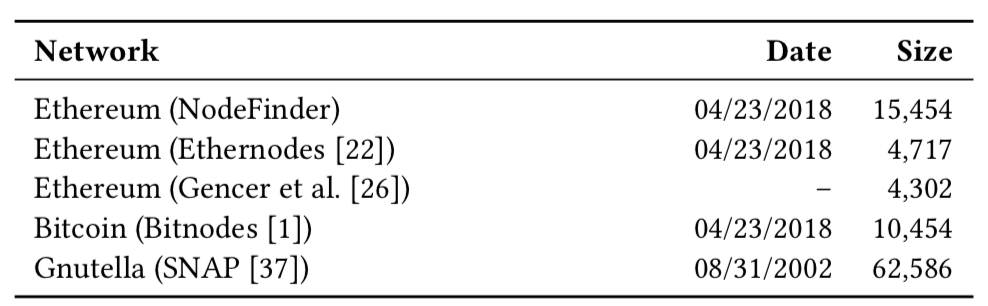 Network Date Size
Ethereum (NodeFinder) 04/23/2018 15,454
Ethereum (Ethernodes [22]) 04/23/2018 4,717
Ethereum (Gencer et al. [26]) – 4,302
Bitcoin (Bitnodes [1]) 04/23/2018 10,454
Gnutella (SNAP [37]) 08/31/2002 62,586